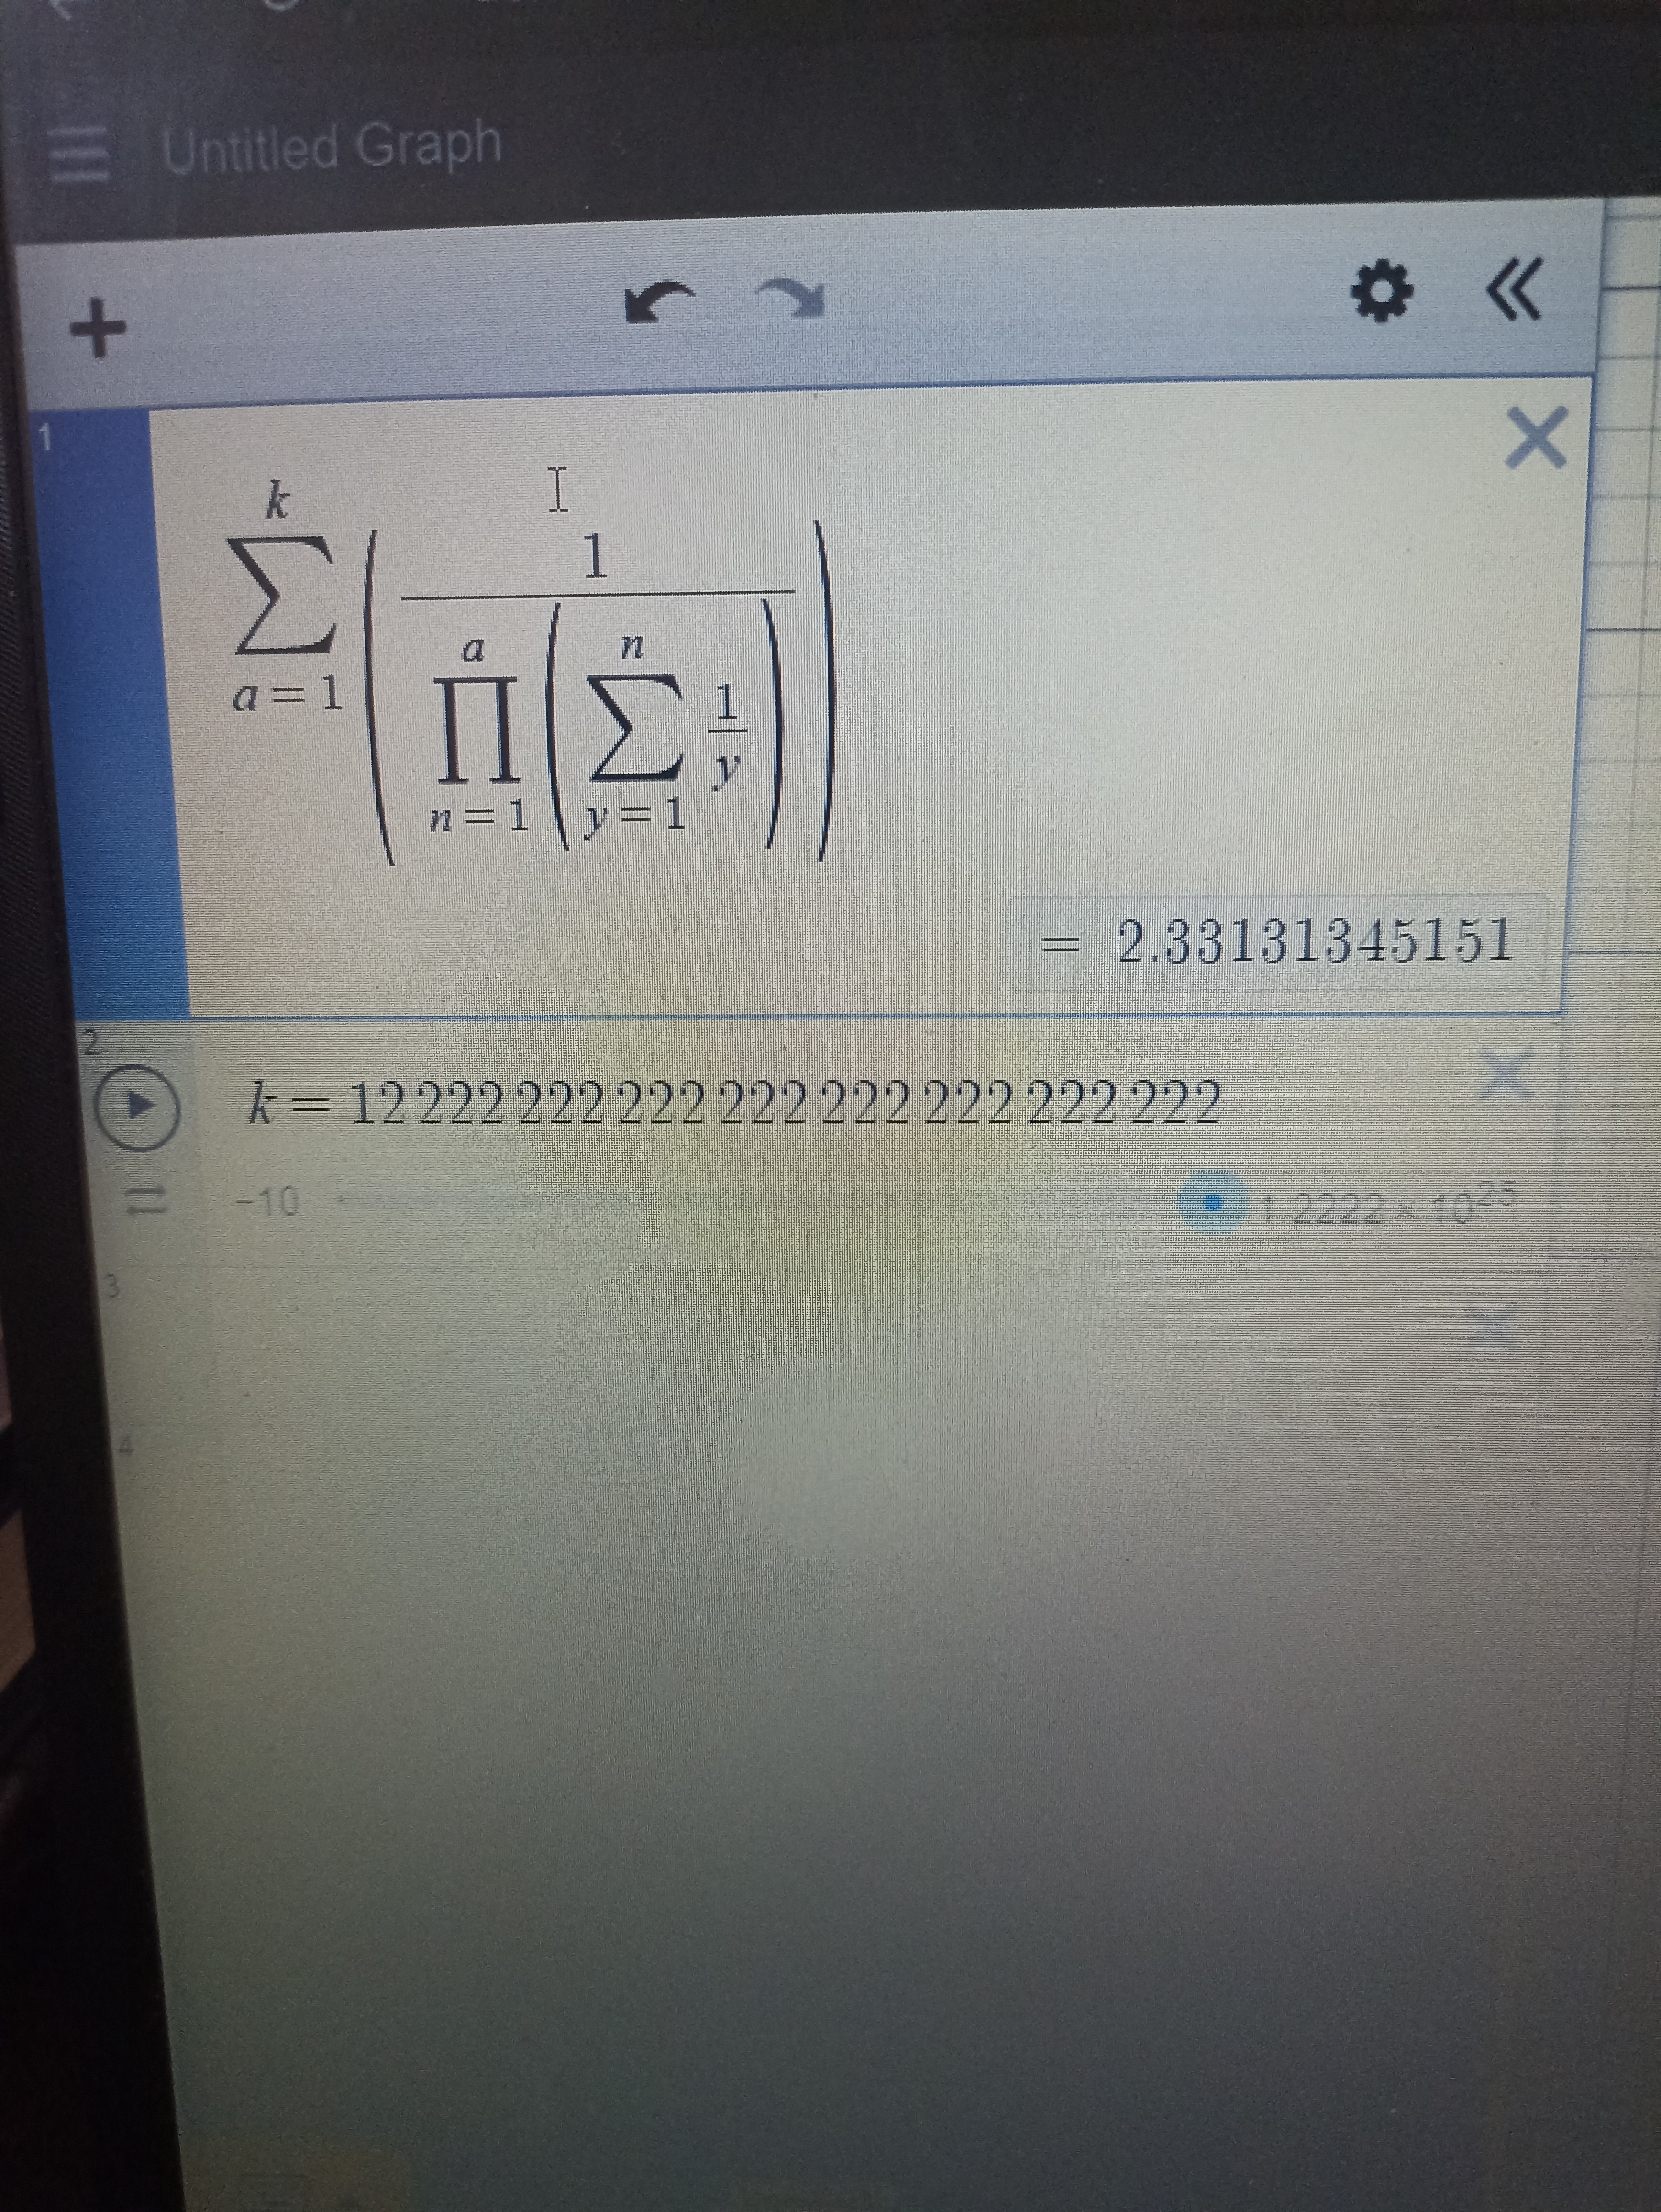 Untitled Graph
1
k
∑
a = 1
1
a
∏
n = 1
n
∑
y = 1
1
y
= 2.33131345151
2
k = 12 222 222 222 222 222 222 222 222
−10
1.2222 × 10^25
3
4